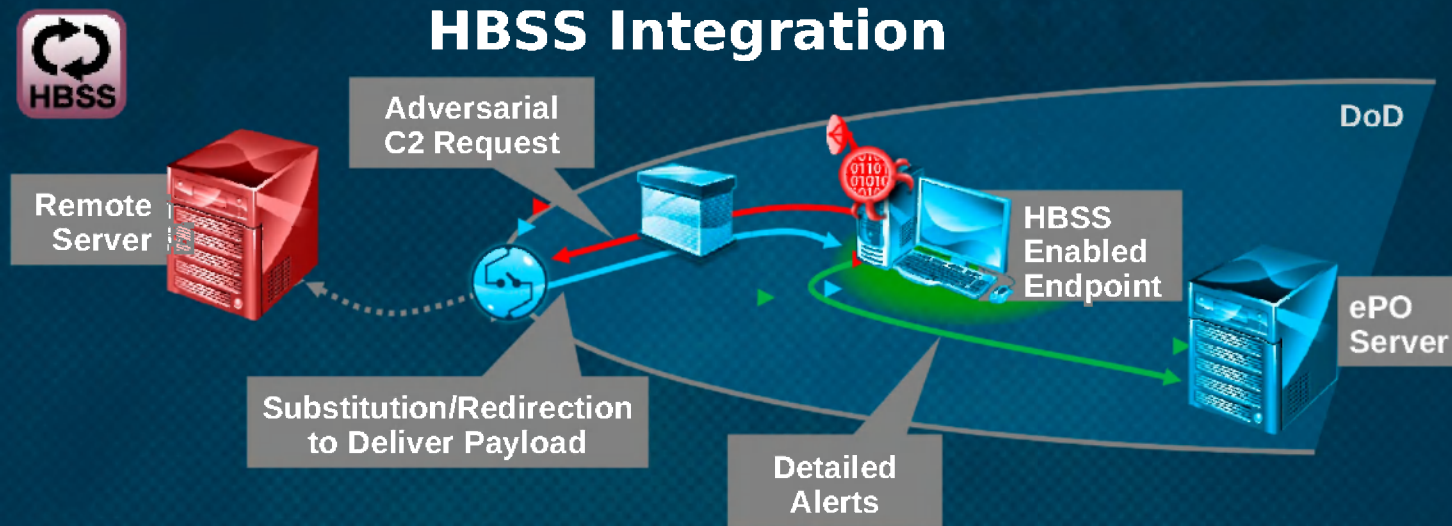 HBSS Integration
HBSS
Adversarial
C2 Request
DoD
Remote
Server
HBSS
Enabled
Endpoint
ePO
Server
Substitution/Redirection
to Deliver Payload
Detailed
Alerts